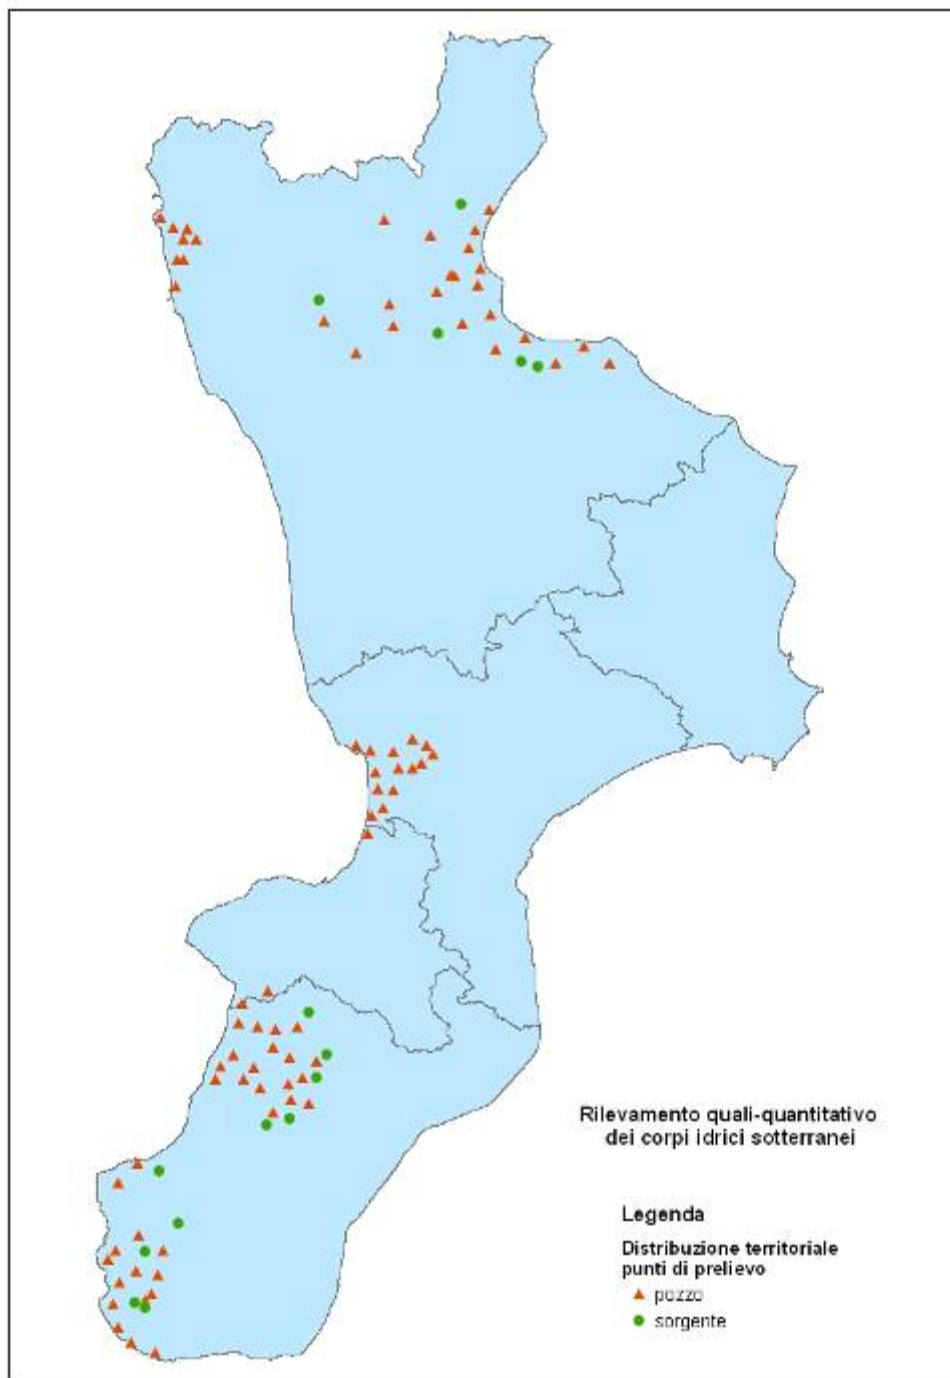 Rilevamento quali-quantitativo
dei corpi idrici sotterranei
Legenda
Distribuzione territoriale
punti di prelievo
pozzo
sorgente